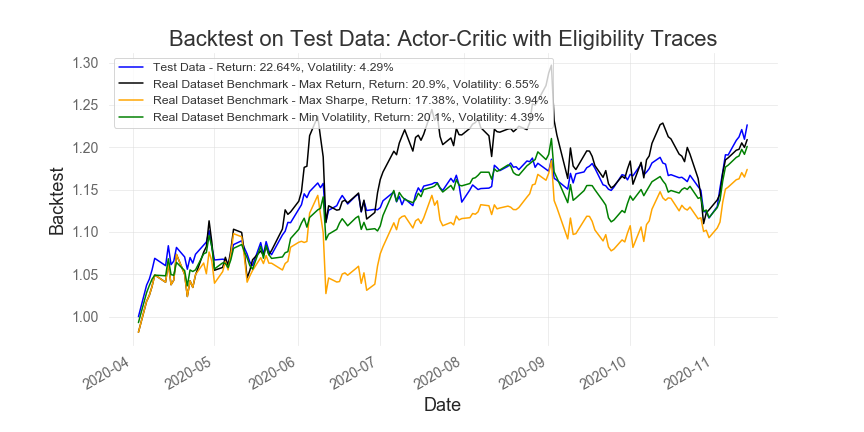 Backtest on Test Data: Actor-Critic with Eligibility Traces
Test Data - Return: 22.64%, Volatility: 4.29%
Real Dataset Benchmark - Max Return, Return: 20.9%, Volatility: 6.55%
Real Dataset Benchmark - Max Sharpe, Return: 17.38%, Volatility: 3.94%
Real Dataset Benchmark - Min Volatility, Return: 20.1%, Volatility: 4.39%
1.30
1.25
1.20
1.15
1.10
1.05
1.00
Backtest
2020-04
2020-05
2020-06
2020-07
2020-08
2020-09
2020-10
2020-11
Date